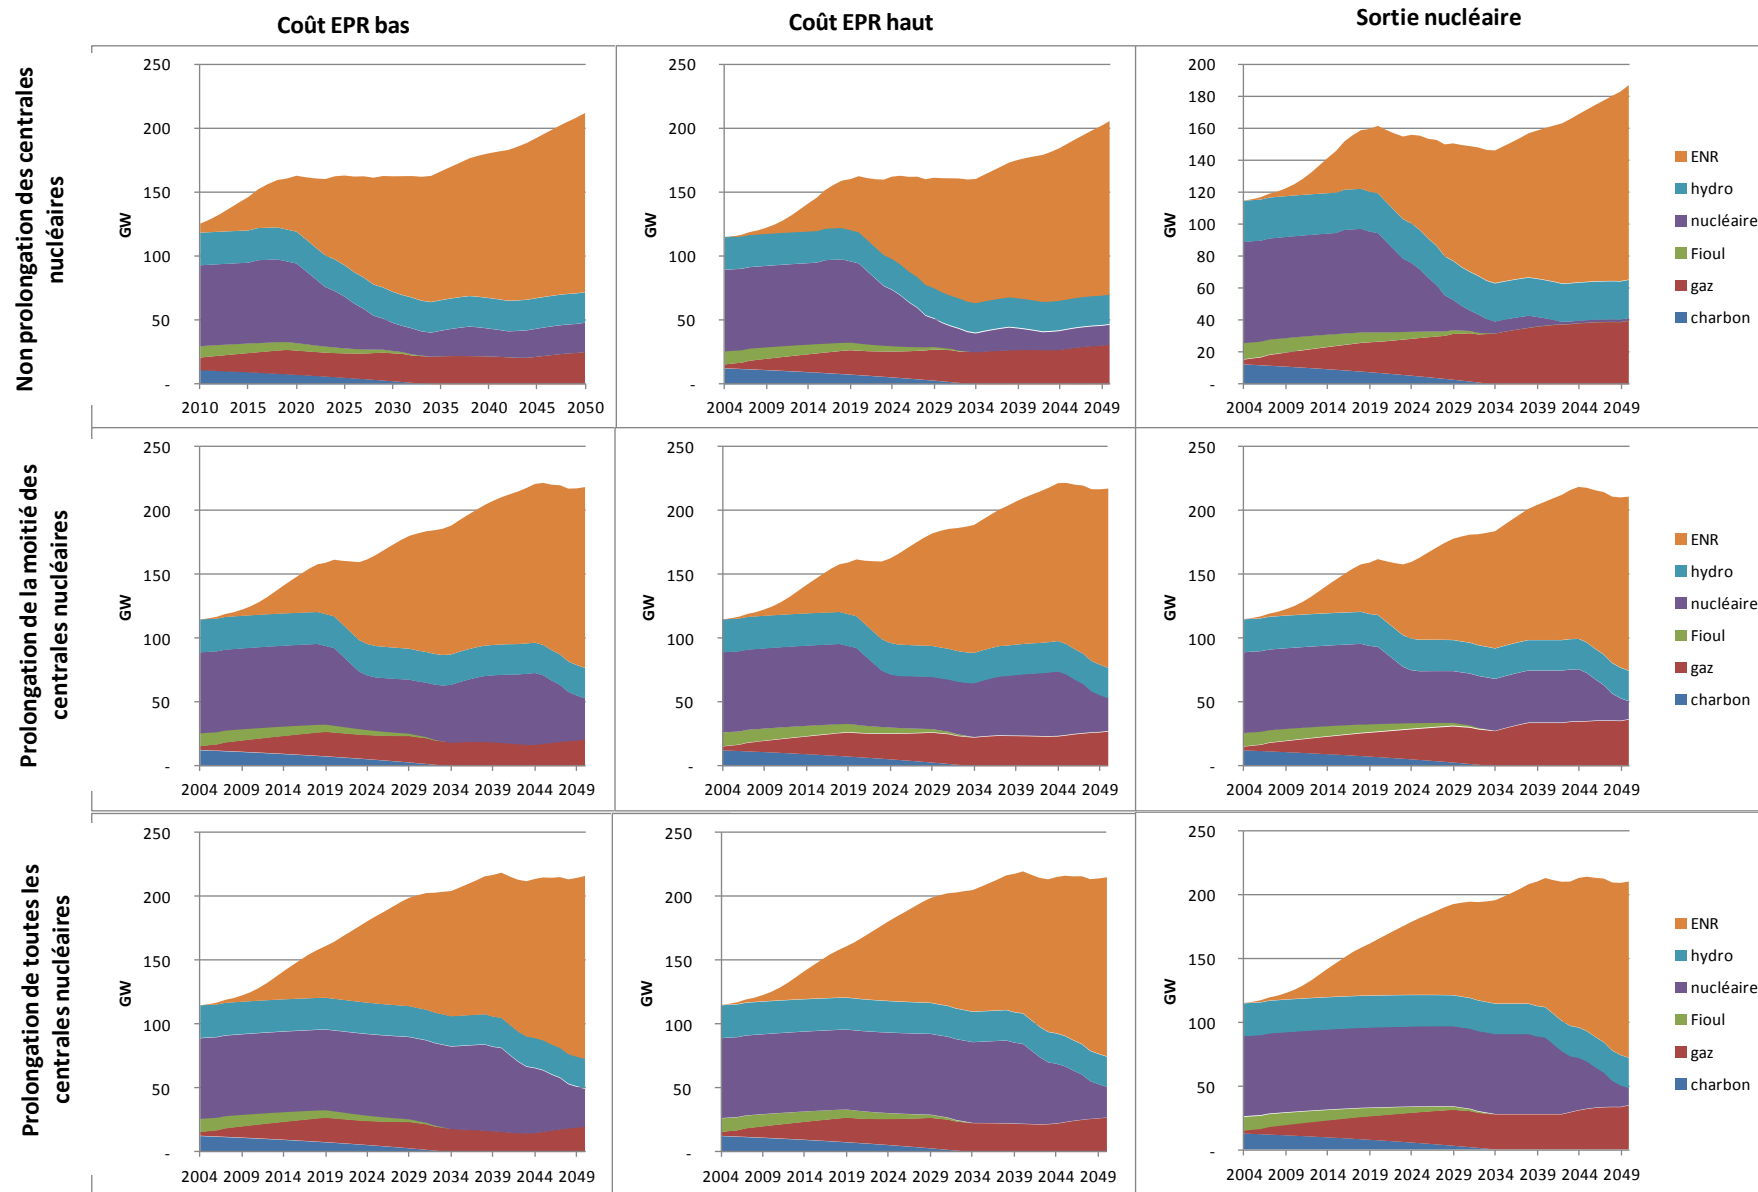 Coût EPR bas
Coût EPR haut
Sortie nucléaire
Non prolongation des centrales
nucléaires
250
200
150
100
50
-
GW
2010 2015 2020 2025 2030 2035 2040 2045 2050
250
200
150
100
50
-
GW
2004 2009 2014 2019 2024 2029 2034 2039 2044 2049
200
180
160
140
120
100
80
60
40
20
-
GW
2004 2009 2014 2019 2024 2029 2034 2039 2044 2049
ENR
hydro
nucléaire
Fioul
gaz
charbon
Prolongation de la moitié des
centrales nucléaires
250
200
150
100
50
-
GW
2004 2009 2014 2019 2024 2029 2034 2039 2044 2049
250
200
150
100
50
-
GW
2004 2009 2014 2019 2024 2029 2034 2039 2044 2049
250
200
150
100
50
-
GW
2004 2009 2014 2019 2024 2029 2034 2039 2044 2049
ENR
hydro
nucléaire
Fioul
gaz
charbon
Prolongation de toutes les
centrales nucléaires
250
200
150
100
50
-
GW
2004 2009 2014 2019 2024 2029 2034 2039 2044 2049
250
200
150
100
50
-
GW
2004 2009 2014 2019 2024 2029 2034 2039 2044 2049
250
200
150
100
50
-
GW
2004 2009 2014 2019 2024 2029 2034 2039 2044 2049
ENR
hydro
nucléaire
Fioul
gaz
charbon